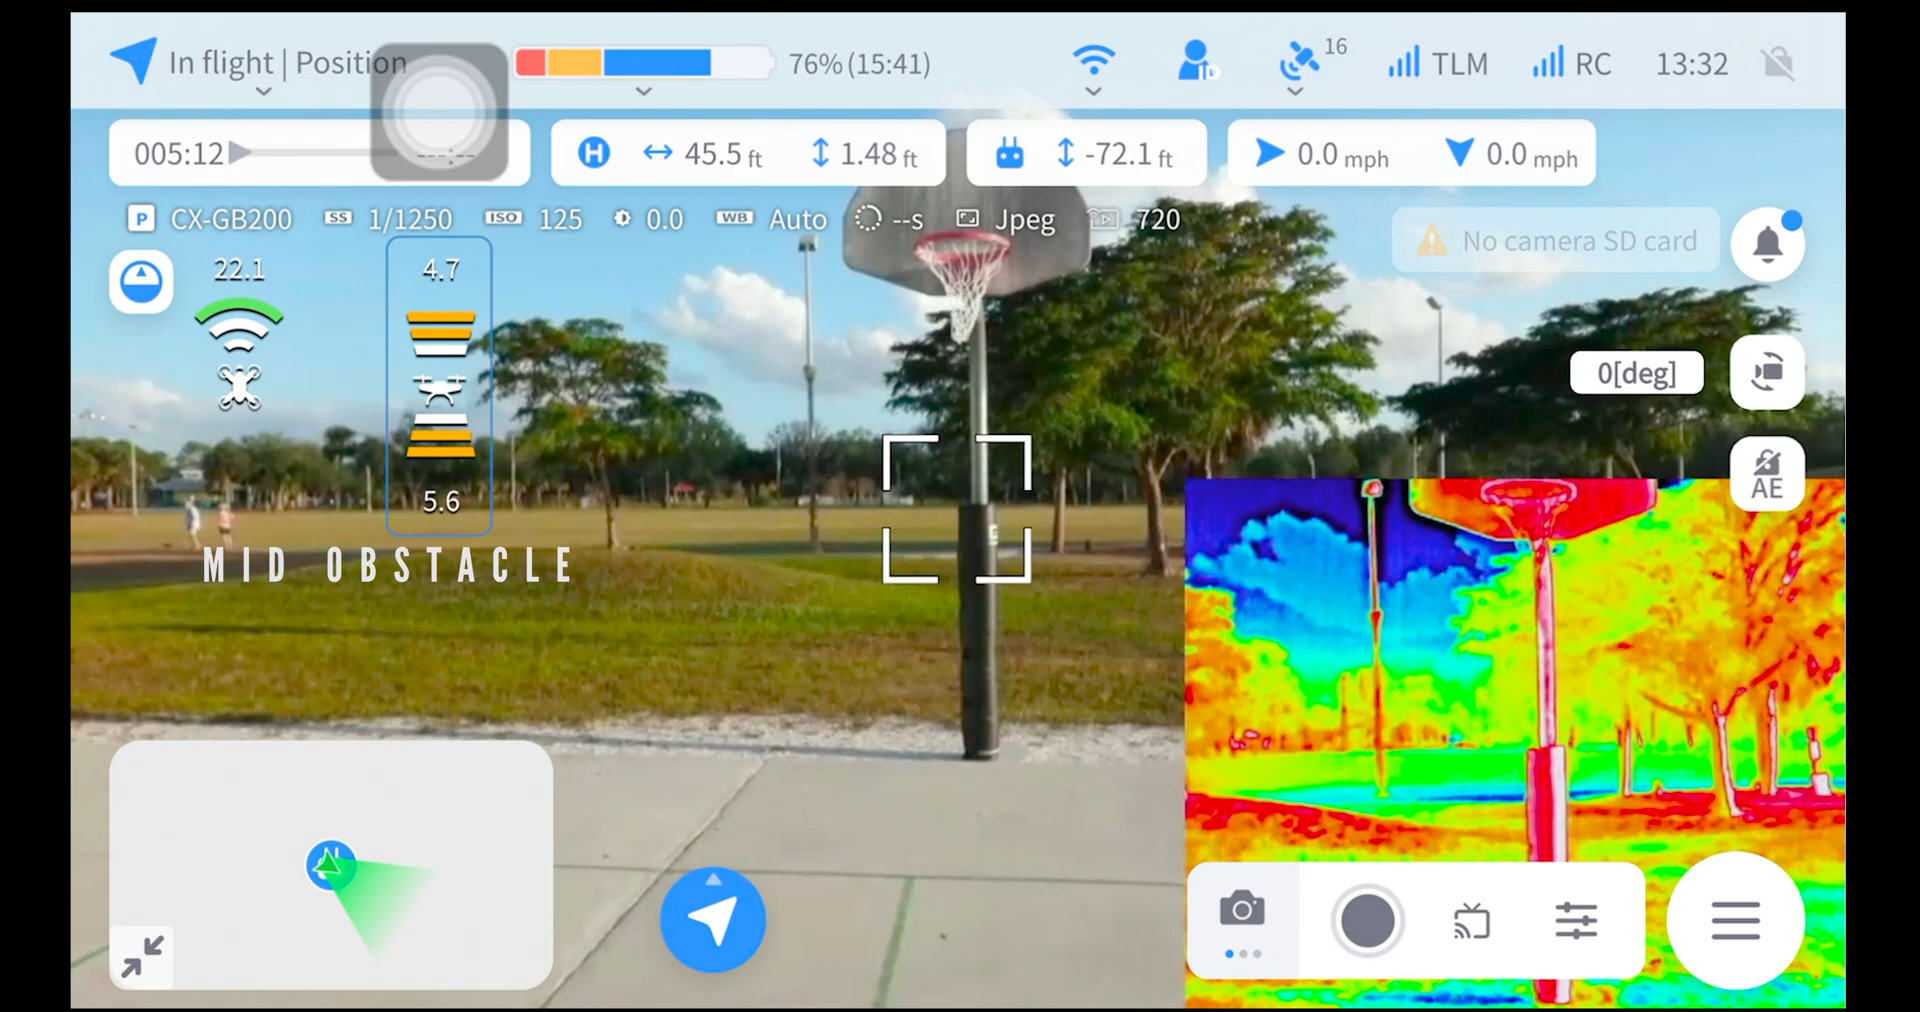 In flight | Position
76% (15:41)
ID
16
TLM
RC
13:32
005:12
---:--
H
45.5 ft
1.48 ft
-72.1 ft
0.0 mph
0.0 mph
P CX-GB200
SS 1/1250
ISO 125
0.0
WB Auto
--s
Jpeg
720
No camera SD card
22.1
4.7
0[deg]
AE
5.6
MID OBSTACLE